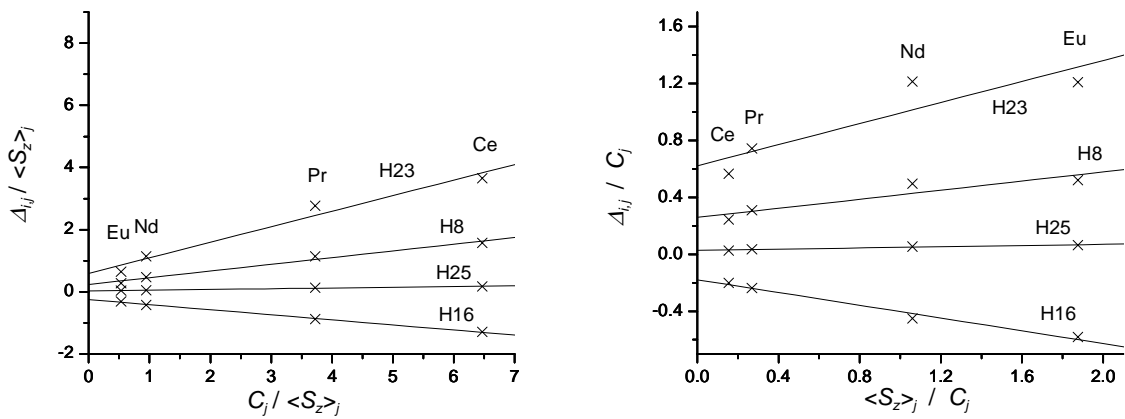 8
6
4
2
0
-2
Δi,j / <Sz>j
Eu
Nd
Pr
Ce
H23
H8
H25
H16
0
1
2
3
4
5
6
7
Cj / <Sz>j
1.6
1.2
0.8
0.4
0.0
-0.4
Δi,j / Cj
Ce
Pr
Nd
Eu
H23
H8
H25
H16
0.0
0.4
0.8
1.2
1.6
2.0
<Sz>j / Cj